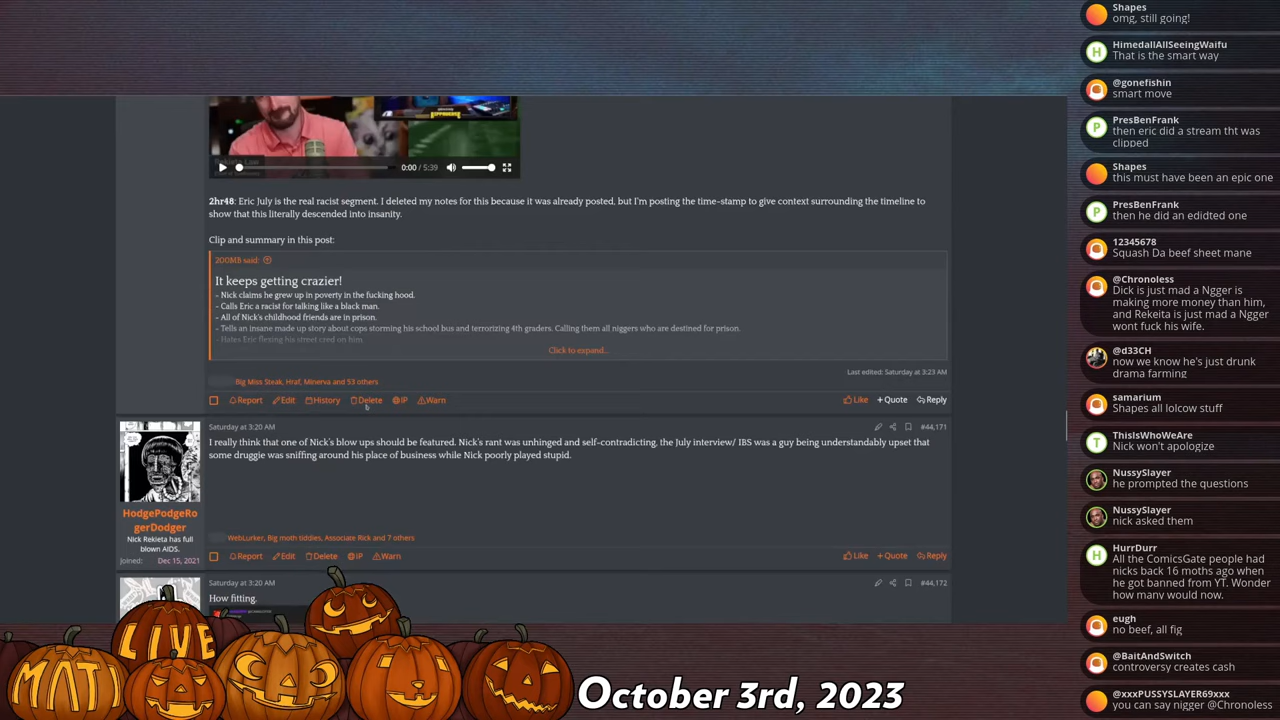 0:00 / 5:39
2hr48: Eric July is the real racist segment. I deleted my notes for this because it was already posted, but I'm posting the time-stamp to give context surrounding the timeline to
show that this literally descended into insanity.
Clip and summary in this post:
200MB said:
It keeps getting crazier!
- Nick claims he grew up in poverty in the fucking hood.
- Calls Eric a racist for talking like a black man.
- All of Nick's childhood friends are in prison.
- Tells an insane made up story about cops storming his school bus and terrorizing 4th graders. Calling them all niggers who are destined for prison.
- Hates Eric flexing his street cred on him.
Click to expand...
Last edited: Saturday at 3:23 AM
Big Miss Steak, Hraf, Minerva and 53 others
Report Edit History Delete IP Warn
Like + Quote Reply
Saturday at 3:20 AM
#44,171
I really think that one of Nick's blow ups should be featured. Nick's rant was unhinged and self-contradicting, the July interview/ IBS was a guy being understandably upset that
some druggie was sniffing around his place of business while Nick poorly played stupid.
HodgePodgeRo
gerDodger
Nick Rekieta has full
blown AIDS.
Joined: Dec 15, 2021
WebLurker, Big moth tiddies, Associate Rick and 7 others
Report Edit Delete IP Warn
Like + Quote Reply
Saturday at 3:20 AM
#44,172
How fitting.
LIVE
MATI
October 3rd, 2023
Shapes
omg, still going!
HimedallAllSeeingWaifu
That is the smart way
@gonefishin
smart move
PresBenFrank
then eric did a stream tht was
clipped
Shapes
this must have been an epic one
PresBenFrank
then he did an edidted one
12345678
Squash Da beef sheet mane
@Chronoless
Dick is just mad a Ngger is
making more money than him,
and Rekeita is just mad a Ngger
wont fuck his wife.
@d33CH
now we know he's just drunk
drama farming
samarium
Shapes all know stuff
ThisIsWhoWeAre
Nick won't apologize
NussySlayer
he prompted the questions
NussySlayer
nick asked them
HurrDurr
All the ComicsGate people had
nicks back 16 moths ago when
he got banned from YT. Wonder
how many would now.
eugh
no beef, all fig
@BaitAndSwitch
controversy creates cash
@xxxPUSSYSLAYER69xxx
you can say nigger @Chronoless